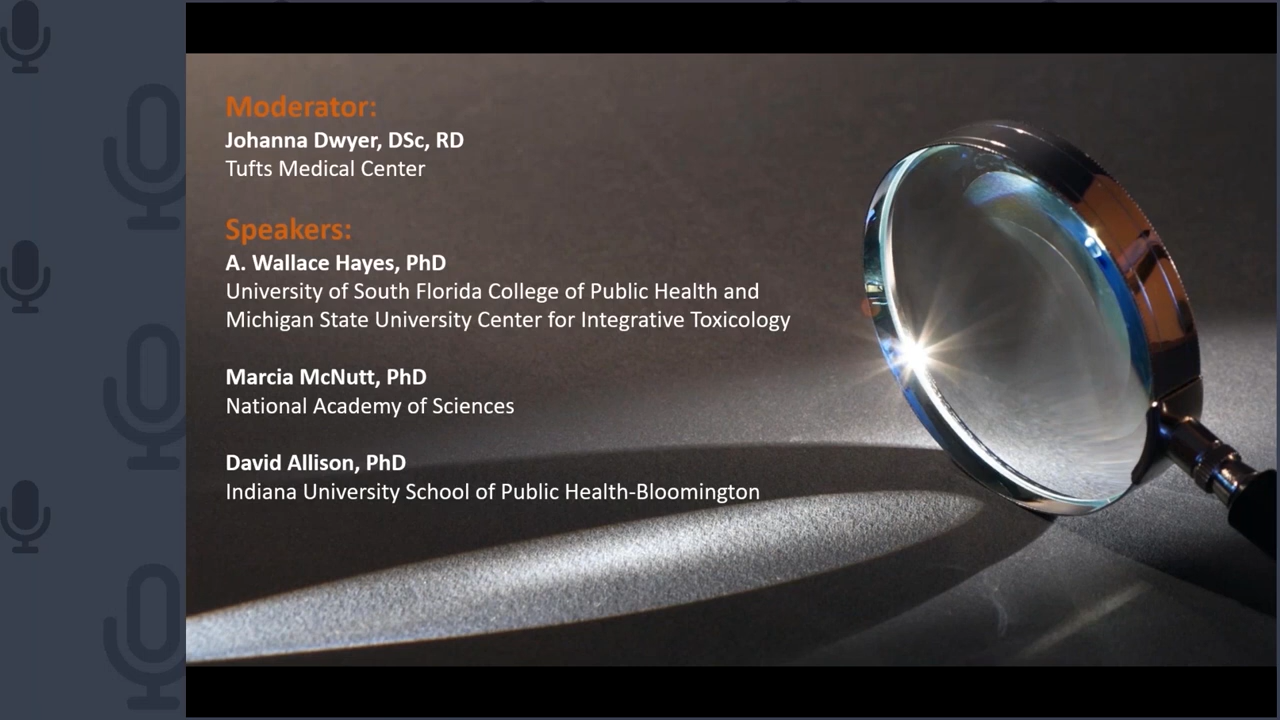 Moderator:
Johanna Dwyer, DSc, RD
Tufts Medical Center
Speakers:
A. Wallace Hayes, PhD
University of South Florida College of Public Health and
Michigan State University Center for Integrative Toxicology
Marcia McNutt, PhD
National Academy of Sciences
David Allison, PhD
Indiana University School of Public Health-Bloomington